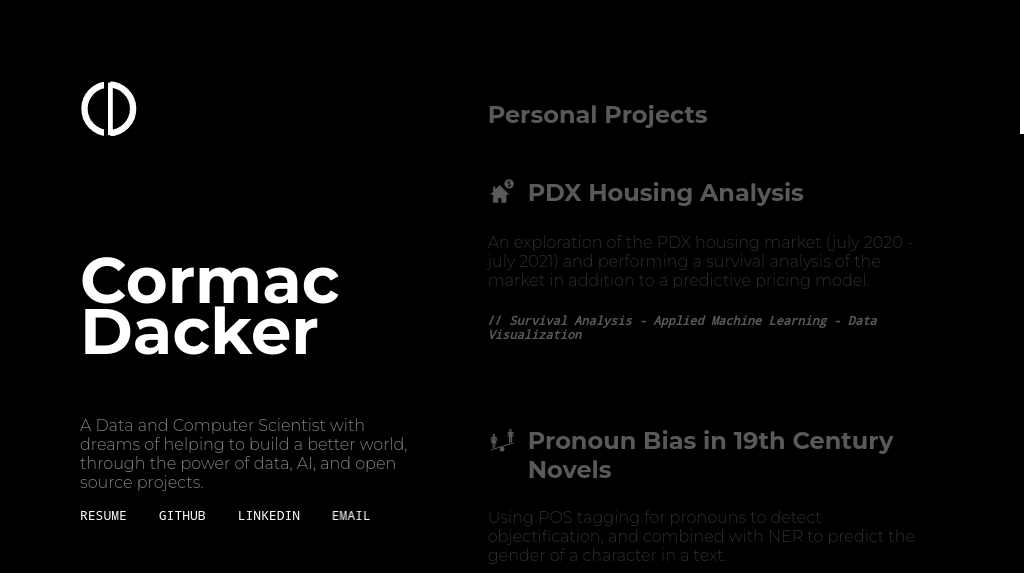 Cormac
Dacker
A Data and Computer Scientist with
dreams of helping to build a better world,
through the power of data, AI, and open
source projects.
RESUME GITHUB LINKEDIN EMAIL
Personal Projects
PDX Housing Analysis
An exploration of the PDX housing market (july 2020 -
july 2021) and performing a survival analysis of the
market in addition to a predictive pricing model.
// Survival Analysis - Applied Machine Learning - Data
Visualization
Pronoun Bias in 19th Century
Novels
Using POS tagging for pronouns to detect
objectification, and combined with NER to predict the
gender of a character in a text.